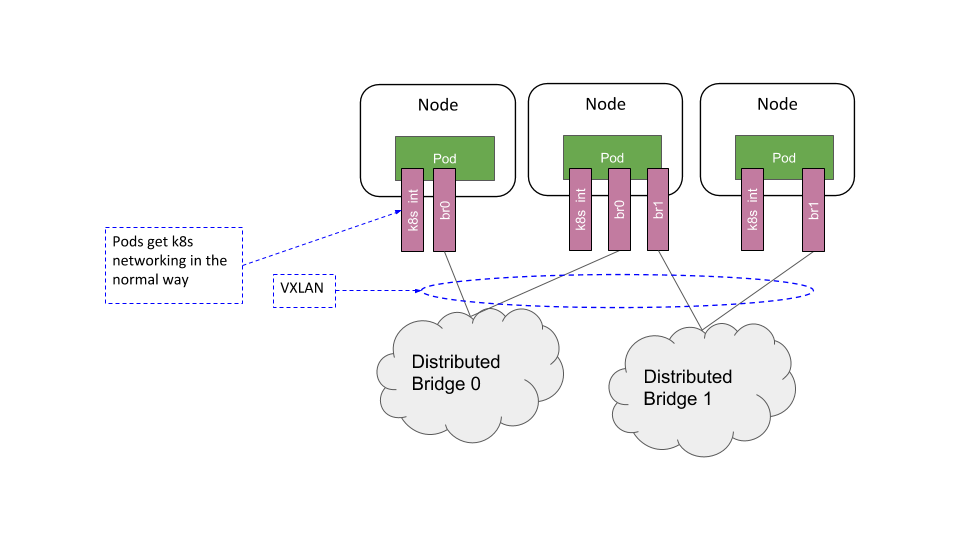 Node
Node
Node
Pod
Pod
Pod
k8s int
br0
k8s int
br0
br1
k8s int
br1
Pods get k8s
networking in the
normal way
VXLAN
Distributed
Bridge 0
Distributed
Bridge 1